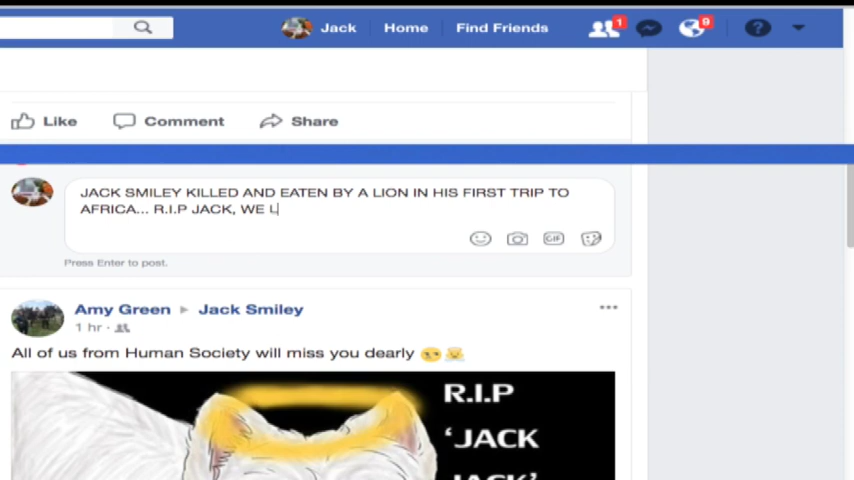 Jack Home Find Friends 1 9 ?
Like Comment Share
JACK SMILEY KILLED AND EATEN BY A LION IN HIS FIRST TRIP TO
AFRICA... R.I.P JACK, WE L
GIF
Press Enter to post.
Amy Green Jack Smiley
1 hr ·
All of us from Human Society will miss you dearly
R.I.P
‘JACK
JACK’